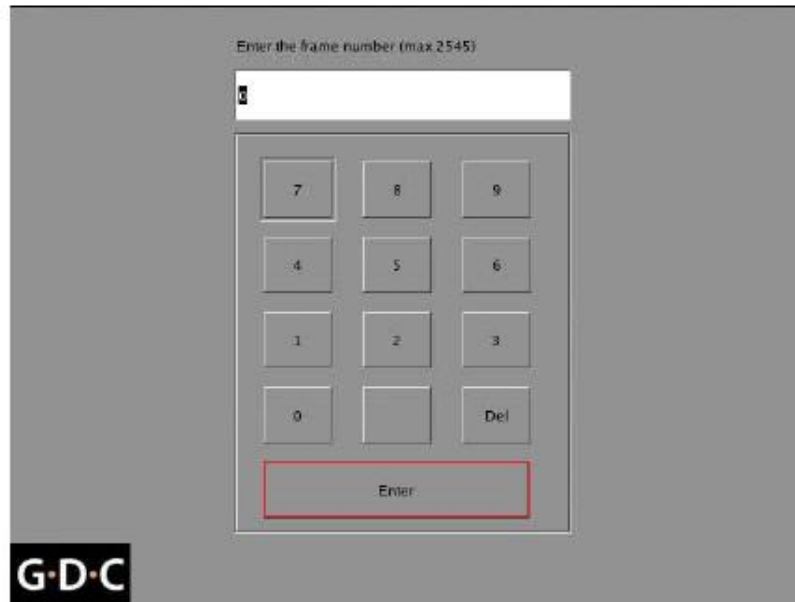 Enter the frame number (max 2545)
0
7 8 9
4 5 6
1 2 3
0 Del
Enter
G·D·C